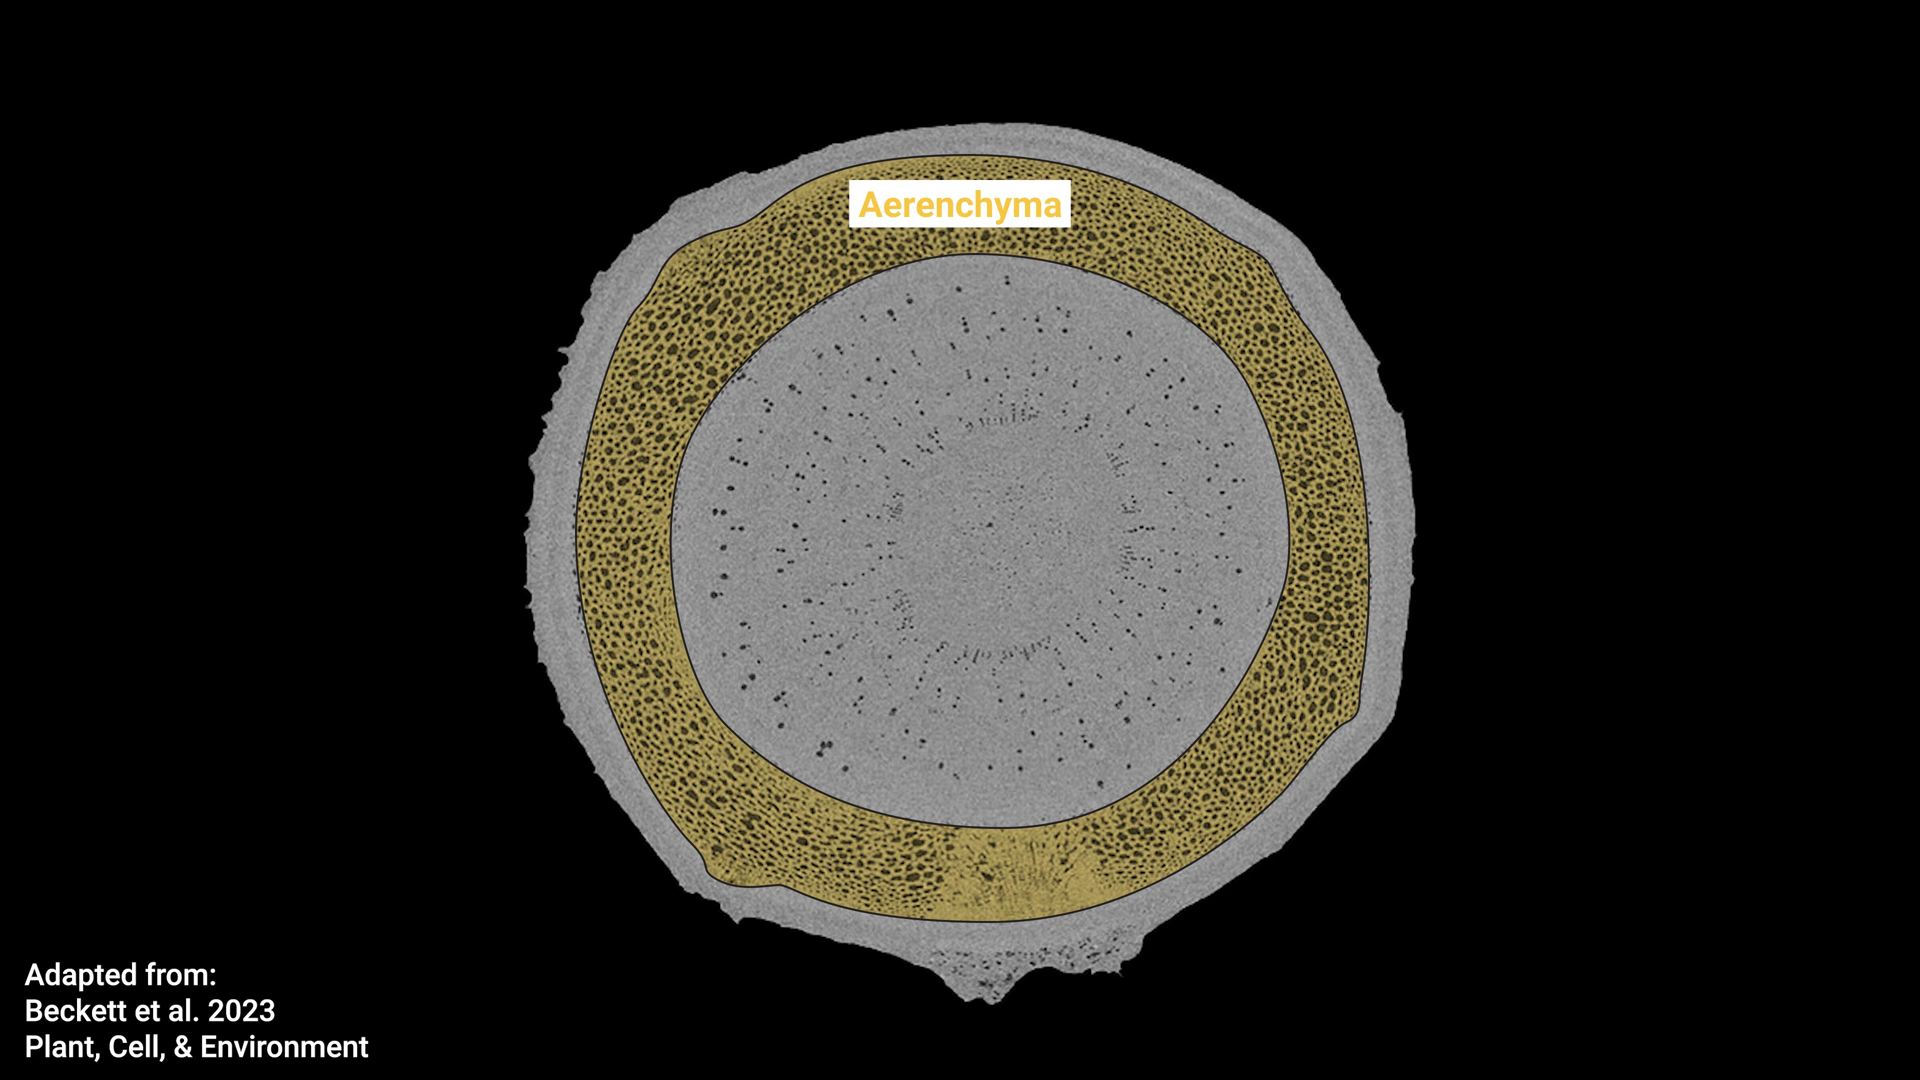 Aerenchyma
Adapted from:
Beckett et al. 2023
Plant, Cell, & Environment